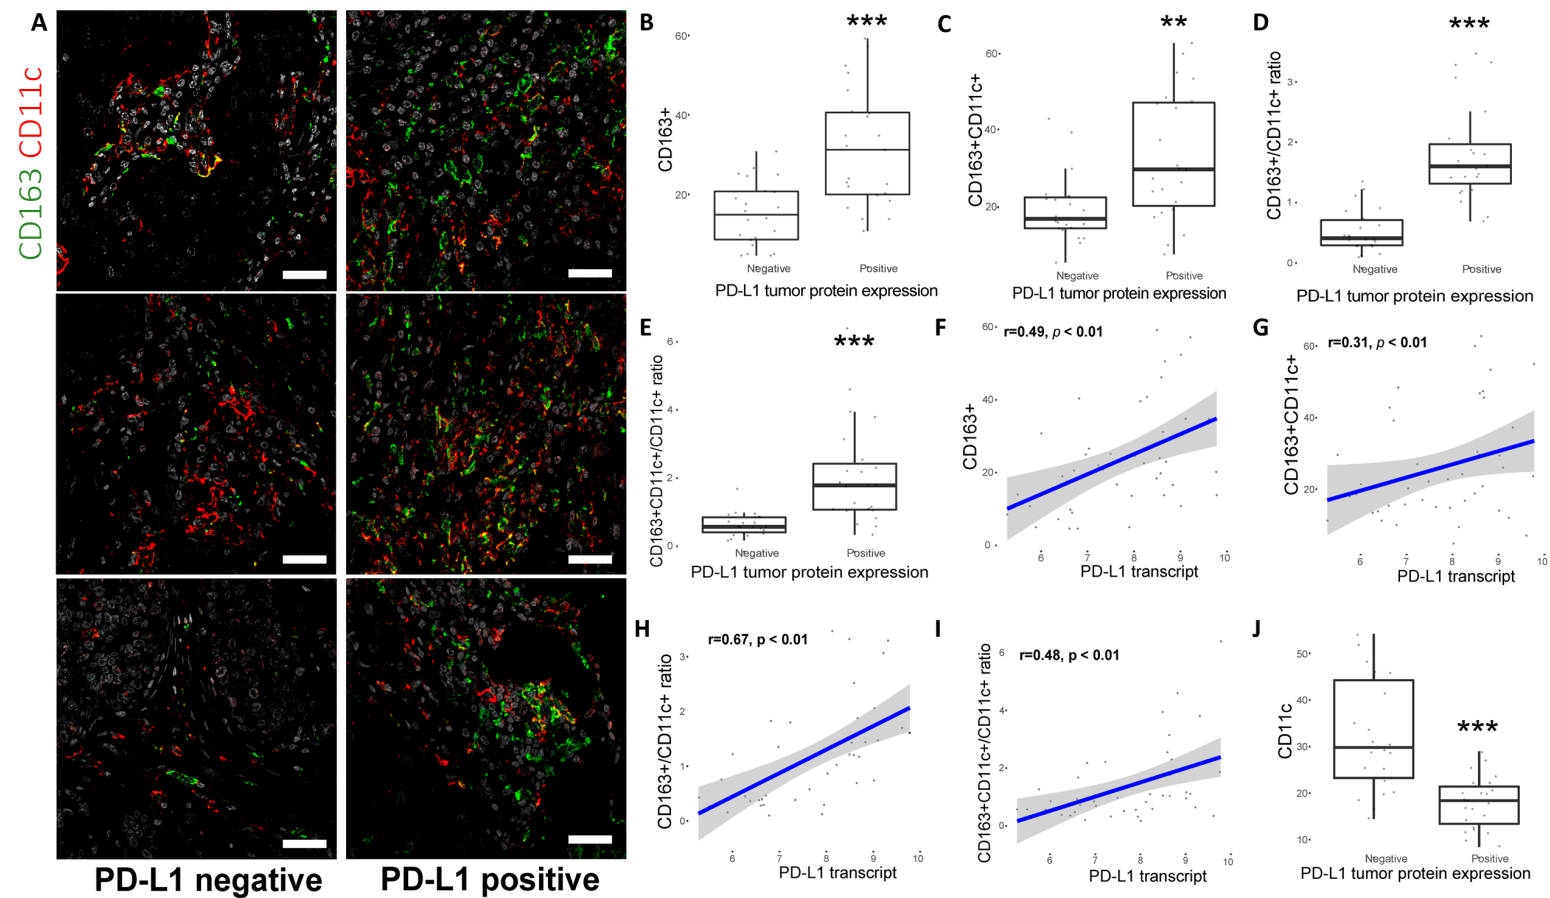 A
CD163 CD11c
PD-L1 negative
PD-L1 positive
B
***
CD163+
60
40
20
Negative
Positive
PD-L1 tumor protein expression
C
**
CD163+CD11c+
60
40
20
Negative
Positive
PD-L1 tumor protein expression
D
***
CD163+/CD11c+ ratio
3
2
1
0
Negative
Positive
PD-L1 tumor protein expression
E
***
CD163+CD11c+/CD11c+ ratio
6
4
2
0
Negative
Positive
PD-L1 tumor protein expression
F
r=0.49, p < 0.01
CD163+
60
40
20
0
6 7 8 9 10
PD-L1 transcript
G
r=0.31, p < 0.01
CD163+CD11c+
60
40
20
6 7 8 9 10
PD-L1 transcript
H
r=0.67, p < 0.01
CD163+/CD11c+ ratio
3
2
1
0
6 7 8 9 10
PD-L1 transcript
I
r=0.48, p < 0.01
CD163+CD11c+/CD11c+ ratio
6
4
2
0
6 7 8 9 10
PD-L1 transcript
J
***
CD11c
50
40
30
20
10
Negative
Positive
PD-L1 tumor protein expression